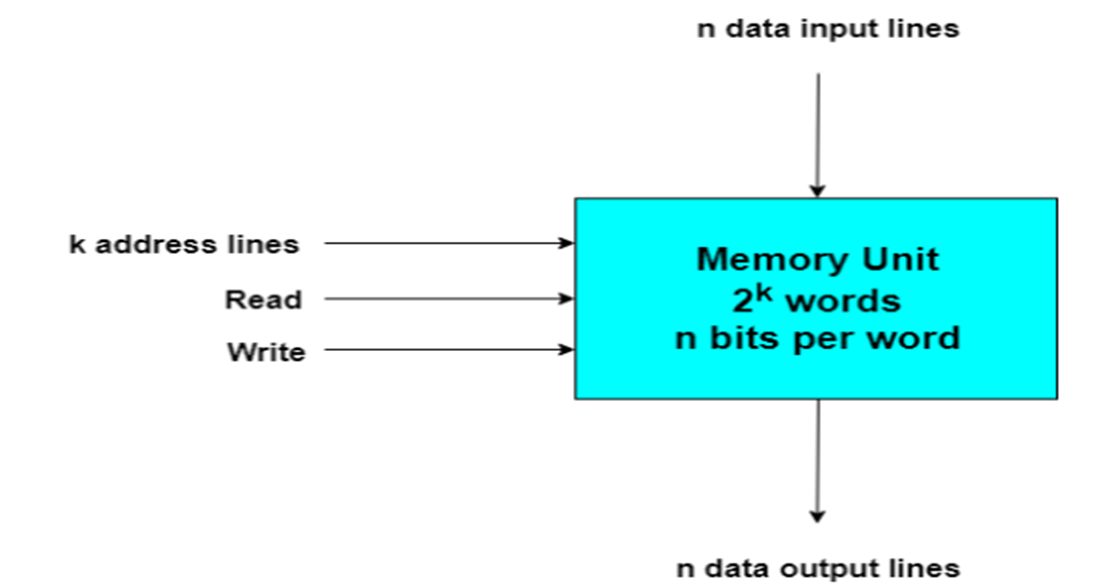 n data input lines
k address lines
Read
Write
Memory Unit
2ᵏ words
n bits per word
n data output lines